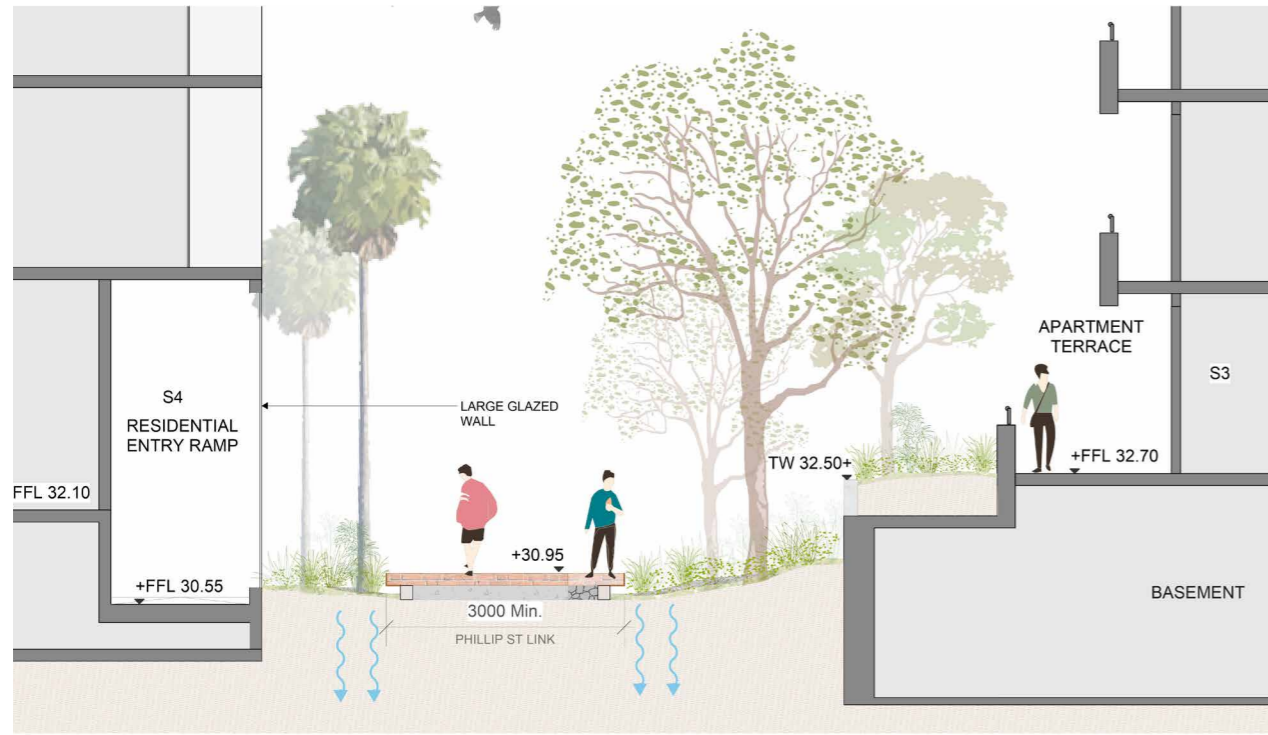 APARTMENT
TERRACE
S3
S4
RESIDENTIAL
ENTRY RAMP
LARGE GLAZED
WALL
TW 32.50+
+FFL 32.70
FFL 32.10
+30.95
+FFL 30.55
3000 Min.
PHILLIP ST LINK
BASEMENT